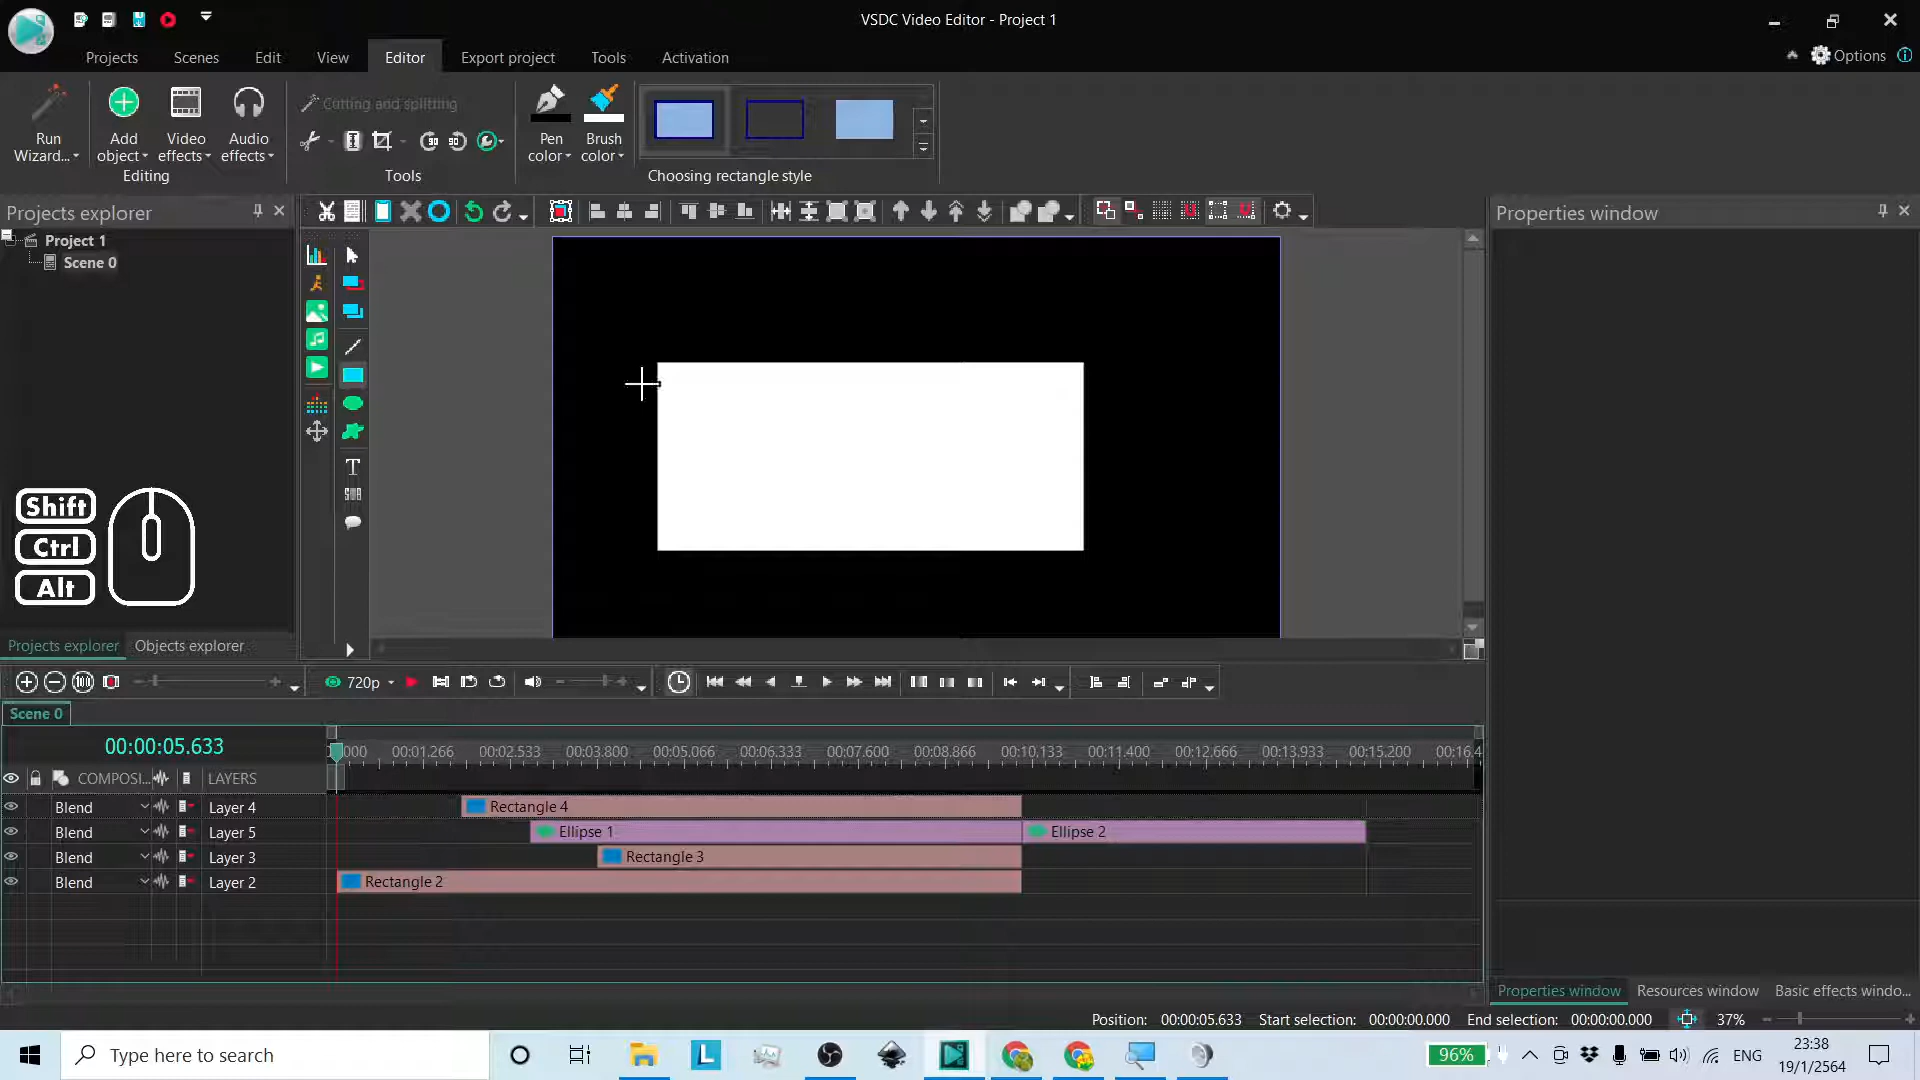 VSDC Video Editor - Project 1
Projects Scenes Edit View Editor Export project Tools Activation
Options
Run Wizard...
Add object
Video effects
Audio effects
Editing
Cutting and splitting
Tools
Pen color
Brush color
Choosing rectangle style
Projects explorer
Project 1
Scene 0
Properties window
T
Shift
Ctrl
Alt
Projects explorer Objects explorer
720p
Scene 0
00:00:05.633
000 00:01.266 00:02.533 00:03.800 00:05.066 00:06.333 00:07.600 00:08.866 00:10.133 00:11.400 00:12.666 00:13.933 00:15.200 00:16.4
COMPOSI... LAYERS
Blend Layer 4 Rectangle 4
Blend Layer 5 Ellipse 1 Ellipse 2
Blend Layer 3 Rectangle 3
Blend Layer 2 Rectangle 2
Properties window Resources window Basic effects windo...
Position: 00:00:05.633 Start selection: 00:00:00.000 End selection: 00:00:00.000 37%
Type here to search
L
96%
ENG
23:38
19/1/2564